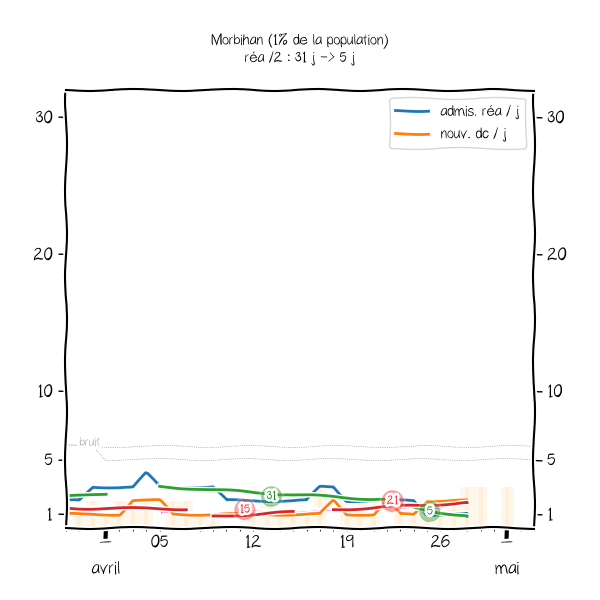 Morbihan (1% de la population)
réa /2 : 31 j -> 5 j
admis. réa / j
nouv. dc / j
30
30
20
20
10
10
bruit
5
5
31
21
15
5
1
1
05
12
19
26
avril
mai